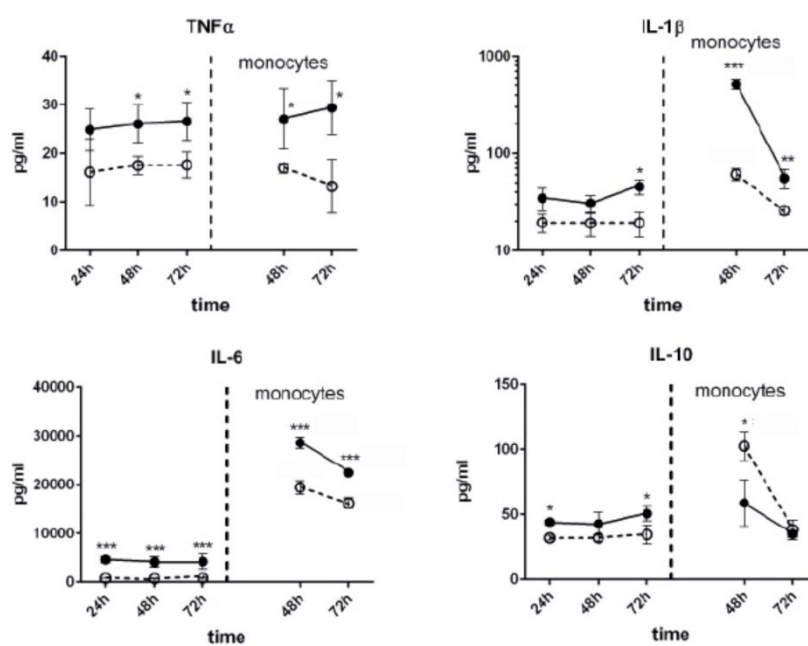 TNFα
monocytes
pg/ml
40
30
20
10
0
* * * *
24h 48h 72h 48h 72h
time
IL-1β
monocytes
pg/ml
1000
100
10
* *** **
24h 48h 72h 48h 72h
time
IL-6
monocytes
pg/ml
40000
30000
20000
10000
0
*** *** *** *** ***
24h 48h 72h 48h 72h
time
IL-10
monocytes
pg/ml
150
100
50
0
* * *
24h 48h 72h 48h 72h
time